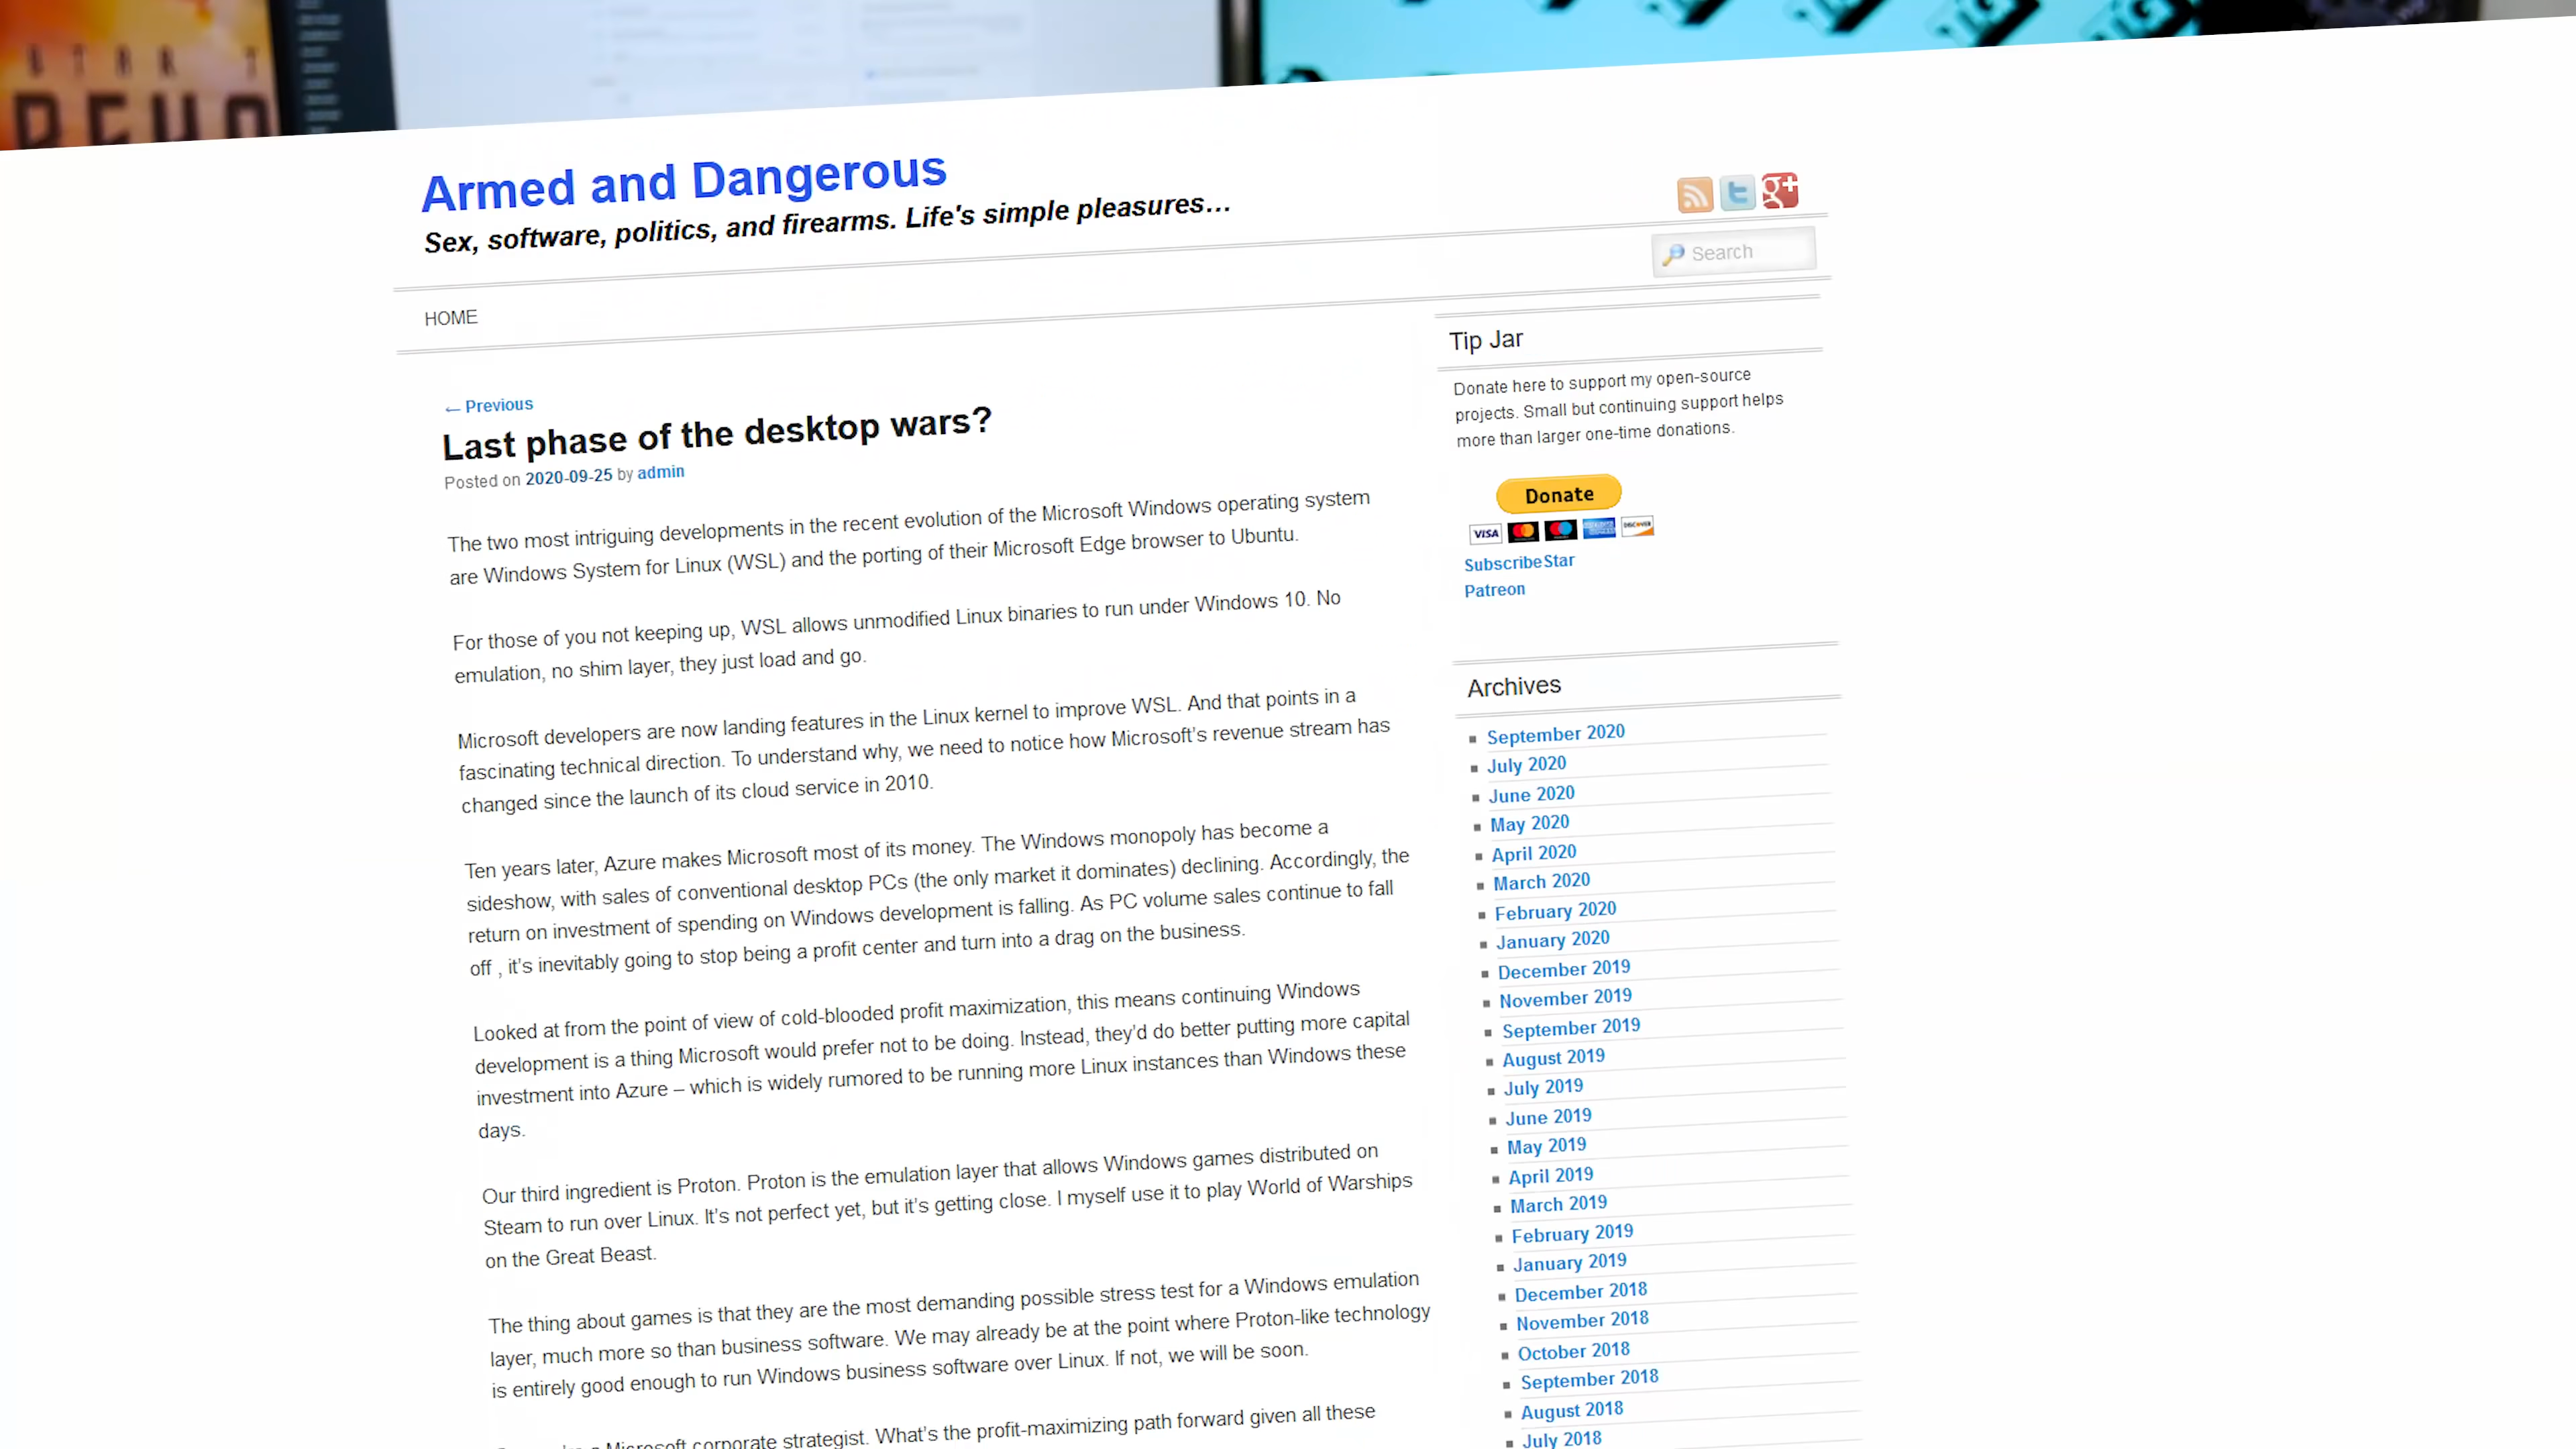 Armed and Dangerous
Sex, software, politics, and firearms. Life's simple pleasures…
Search
HOME
← Previous
Last phase of the desktop wars?
Posted on 2020-09-25 by admin
The two most intriguing developments in the recent evolution of the Microsoft Windows operating system
are Windows System for Linux (WSL) and the porting of their Microsoft Edge browser to Ubuntu.
For those of you not keeping up, WSL allows unmodified Linux binaries to run under Windows 10. No
emulation, no shim layer, they just load and go.
Microsoft developers are now landing features in the Linux kernel to improve WSL. And that points in a
fascinating technical direction. To understand why, we need to notice how Microsoft's revenue stream has
changed since the launch of its cloud service in 2010.
Ten years later, Azure makes Microsoft most of its money. The Windows monopoly has become a
sideshow, with sales of conventional desktop PCs (the only market it dominates) declining. Accordingly, the
return on investment of spending on Windows development is falling. As PC volume sales continue to fall
off , it's inevitably going to stop being a profit center and turn into a drag on the business.
Looked at from the point of view of cold-blooded profit maximization, this means continuing Windows
development is a thing Microsoft would prefer not to be doing. Instead, they'd do better putting more capital
investment into Azure – which is widely rumored to be running more Linux instances than Windows these
days.
Our third ingredient is Proton. Proton is the emulation layer that allows Windows games distributed on
Steam to run over Linux. It's not perfect yet, but it's getting close. I myself use it to play World of Warships
on the Great Beast.
The thing about games is that they are the most demanding possible stress test for a Windows emulation
layer, much more so than business software. We may already be at the point where Proton-like technology
is entirely good enough to run Windows business software over Linux. If not, we will be soon.
Microsoft corporate strategist. What's the profit-maximizing path forward given all these
Tip Jar
Donate here to support my open-source
projects. Small but continuing support helps
more than larger one-time donations.
Donate
VISA DISCOVER
SubscribeStar
Patreon
Archives
September 2020
July 2020
June 2020
May 2020
April 2020
March 2020
February 2020
January 2020
December 2019
November 2019
September 2019
August 2019
July 2019
June 2019
May 2019
April 2019
March 2019
February 2019
January 2019
December 2018
November 2018
October 2018
September 2018
August 2018
July 2018